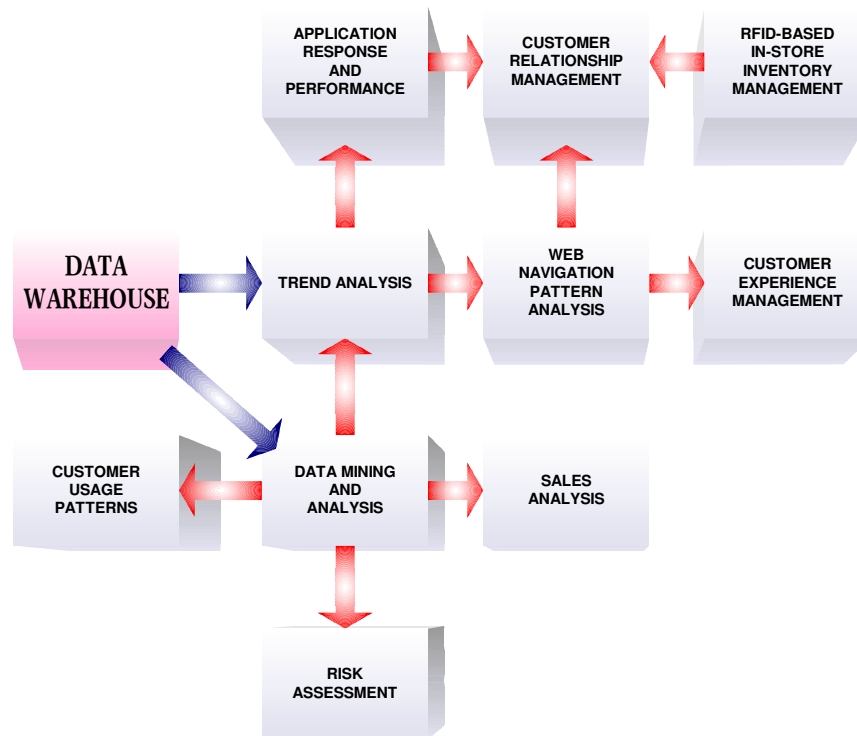 APPLICATION
RESPONSE
AND
PERFORMANCE
CUSTOMER
RELATIONSHIP
MANAGEMENT
RFID-BASED
IN-STORE
INVENTORY
MANAGEMENT
DATA
WAREHOUSE
TREND ANALYSIS
WEB
NAVIGATION
PATTERN
ANALYSIS
CUSTOMER
EXPERIENCE
MANAGEMENT
CUSTOMER
USAGE
PATTERNS
DATA MINING
AND
ANALYSIS
SALES
ANALYSIS
RISK
ASSESSMENT